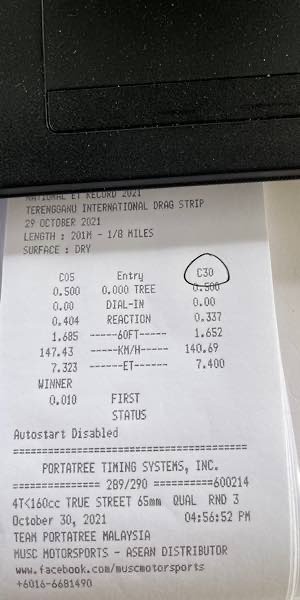 NATIONAL ET RECORD 2021
TERENGGANU INTERNATIONAL DRAG STRIP
29 OCTOBER 2021
LENGTH : 201M - 1/8 MILES
SURFACE : DRY
C05 Entry C30
0.500 0.000 TREE 0.500
0.00 DIAL-IN 0.00
0.404 REACTION 0.337
1.685 -----60FT----- 1.652
147.43 -----KM/H----- 140.69
7.323 ------ET------ 7.400
WINNER
0.010 FIRST
STATUS
Autostart Disabled
========================================
PORTATREE TIMING SYSTEMS, INC.
=============== 289/290 ==========600214
4T<160cc TRUE STREET 65mm QUAL RND 3
October 30, 2021 04:56:52 PM
TEAM PORTATREE MALAYSIA
MUSC MOTORSPORTS - ASEAN DISTRIBUTOR
www.facebook.com/muscmotorsports
+6016-6681490